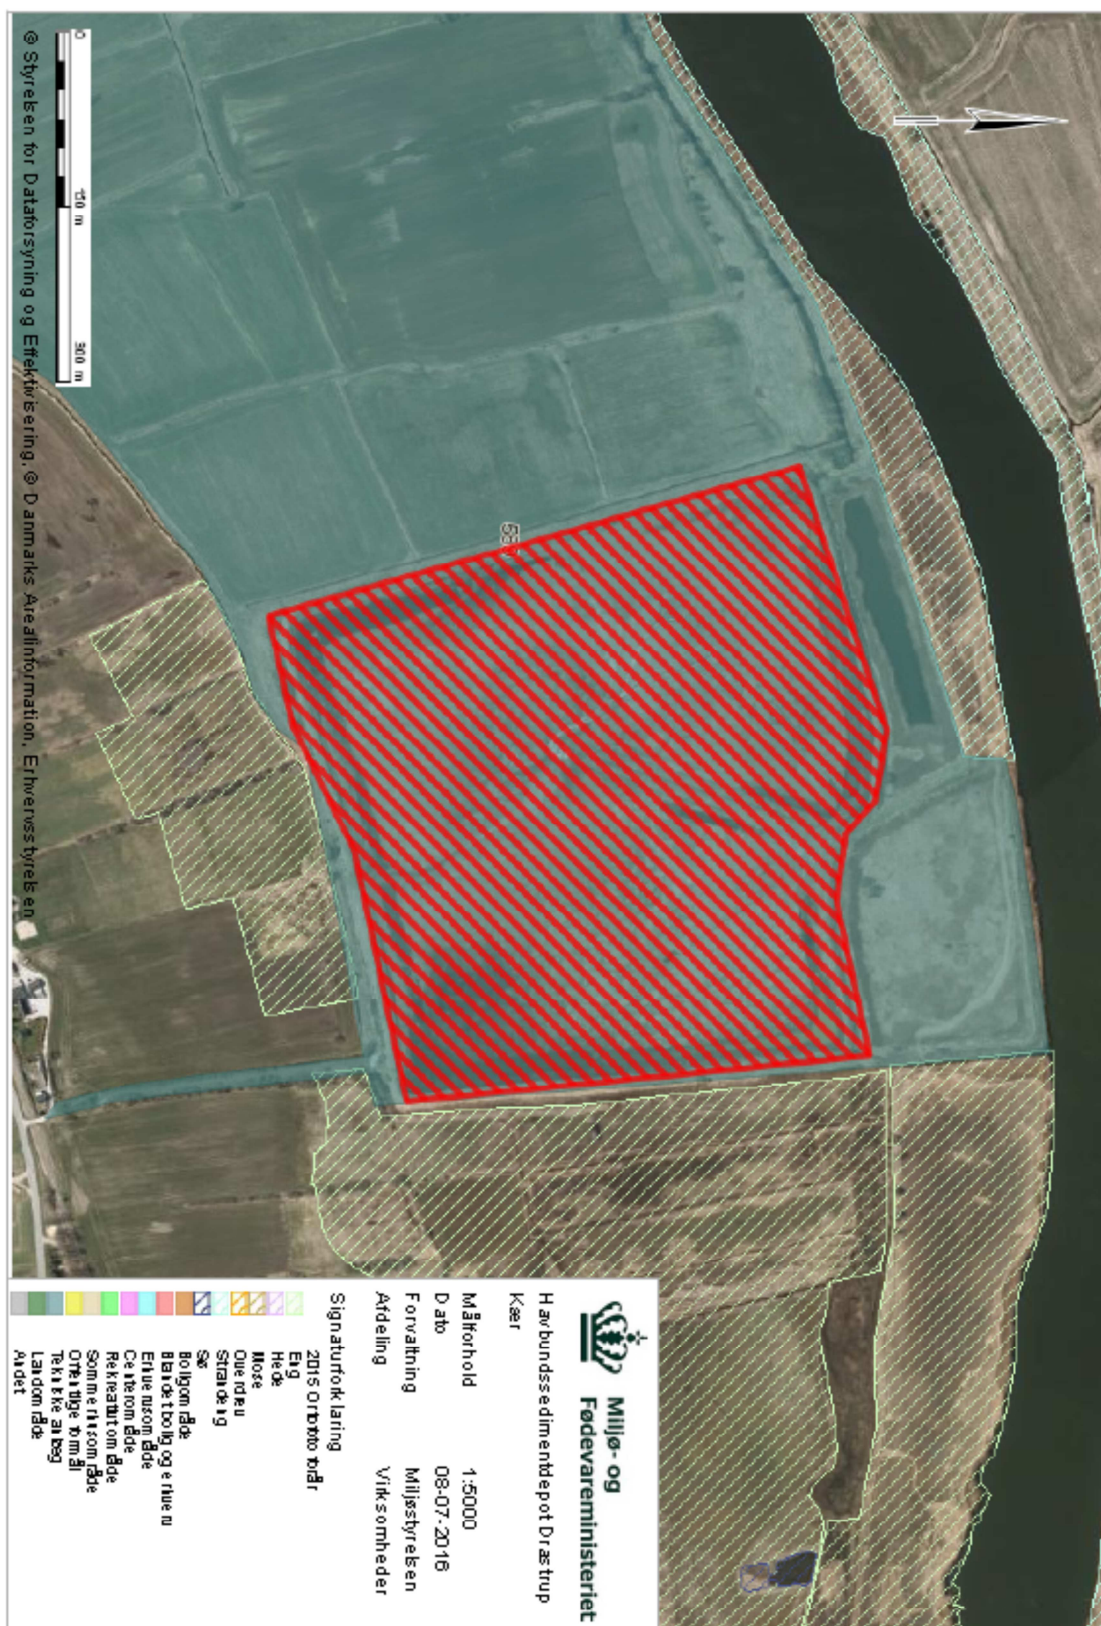 Miljø- og
Fødevareministeriet
Havbundssedimentdepot Drastrup
Kær
Målforhold 1:5000
Dato 08-07-2016
Forvaltning Miljøstyrelsen
Afdeling Virksomheder
Signaturforklaring
2015 Ortofoto forår
Eng
Hede
Mose
Overdrev
Strandeng
Sø
Boligområde
Blandet bolig og erhverv
Erhvervsområde
Centerområde
Rekreativt område
Sommerhusområde
Offentlige formål
Tekniske anlæg
Landområde
Andet
0
150 m
300 m
© Styrelsen for Dataforsyning og Effektivisering, © Danmarks Arealinformation, Erhvervsstyrelsen